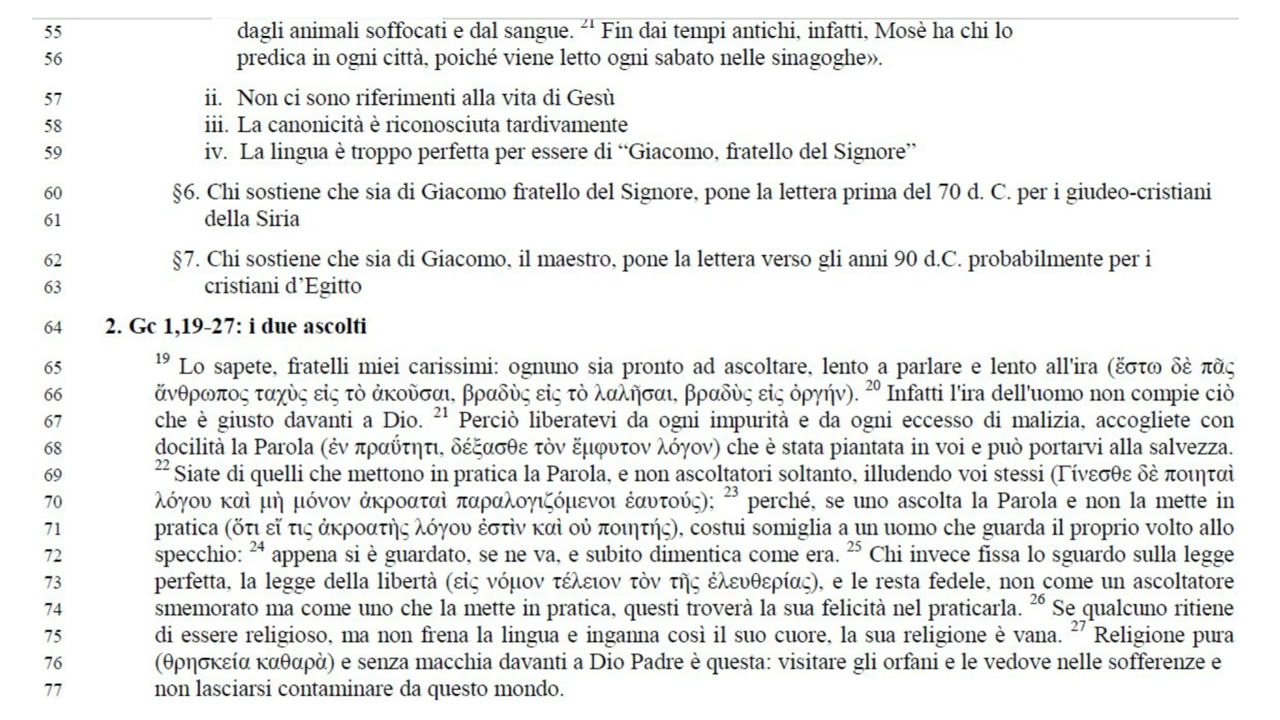 55 dagli animali soffocati e dal sangue. 21 Fin dai tempi antichi, infatti, Mosè ha chi lo
56 predica in ogni città, poiché viene letto ogni sabato nelle sinagoghe».
57 ii. Non ci sono riferimenti alla vita di Gesù
58 iii. La canonicità è riconosciuta tardivamente
59 iv. La lingua è troppo perfetta per essere di “Giacomo, fratello del Signore”
60 §6. Chi sostiene che sia di Giacomo fratello del Signore, pone la lettera prima del 70 d. C. per i giudeo-cristiani
61 della Siria
62 §7. Chi sostiene che sia di Giacomo, il maestro, pone la lettera verso gli anni 90 d.C. probabilmente per i
63 cristiani d’Egitto
64 2. Gc 1,19-27: i due ascolti
65 19 Lo sapete, fratelli miei carissimi: ognuno sia pronto ad ascoltare, lento a parlare e lento all'ira (ἔστω δὲ πᾶς
66 ἄνθρωπος ταχὺς εἰς τὸ ἀκοῦσαι, βραδὺς εἰς τὸ λαλῆσαι, βραδὺς εἰς ὀργήν). 20 Infatti l'ira dell'uomo non compie ciò
67 che è giusto davanti a Dio. 21 Perciò liberatevi da ogni impurità e da ogni eccesso di malizia, accogliete con
68 docilità la Parola (ἐν πραΰτητι, δέξασθε τὸν ἔμφυτον λόγον) che è stata piantata in voi e può portarvi alla salvezza.
69 22 Siate di quelli che mettono in pratica la Parola, e non ascoltatori soltanto, illudendo voi stessi (Γίνεσθε δὲ ποιηταὶ
70 λόγου καὶ μὴ μόνον ἀκροαταὶ παραλογιζόμενοι ἑαυτούς); 23 perché, se uno ascolta la Parola e non la mette in
71 pratica (ὅτι εἴ τις ἀκροατὴς λόγου ἐστὶν καὶ οὐ ποιητής), costui somiglia a un uomo che guarda il proprio volto allo
72 specchio: 24 appena si è guardato, se ne va, e subito dimentica come era. 25 Chi invece fissa lo sguardo sulla legge
73 perfetta, la legge della libertà (εἰς νόμον τέλειον τὸν τῆς ἐλευθερίας), e le resta fedele, non come un ascoltatore
74 smemorato ma come uno che la mette in pratica, questi troverà la sua felicità nel praticarla. 26 Se qualcuno ritiene
75 di essere religioso, ma non frena la lingua e inganna così il suo cuore, la sua religione è vana. 27 Religione pura
76 (θρησκεία καθαρὰ) e senza macchia davanti a Dio Padre è questa: visitare gli orfani e le vedove nelle sofferenze e
77 non lasciarsi contaminare da questo mondo.